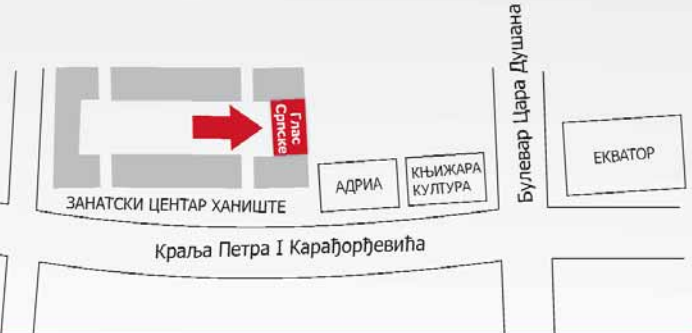 Булевар Цара Душана
Глас
Српске
ЕКВАТОР
АДРИА
КЊИЖАРА
КУЛТУРА
ЗАНАТСКИ ЦЕНТАР ХАНИШТЕ
Краља Петра I Карађорђевића